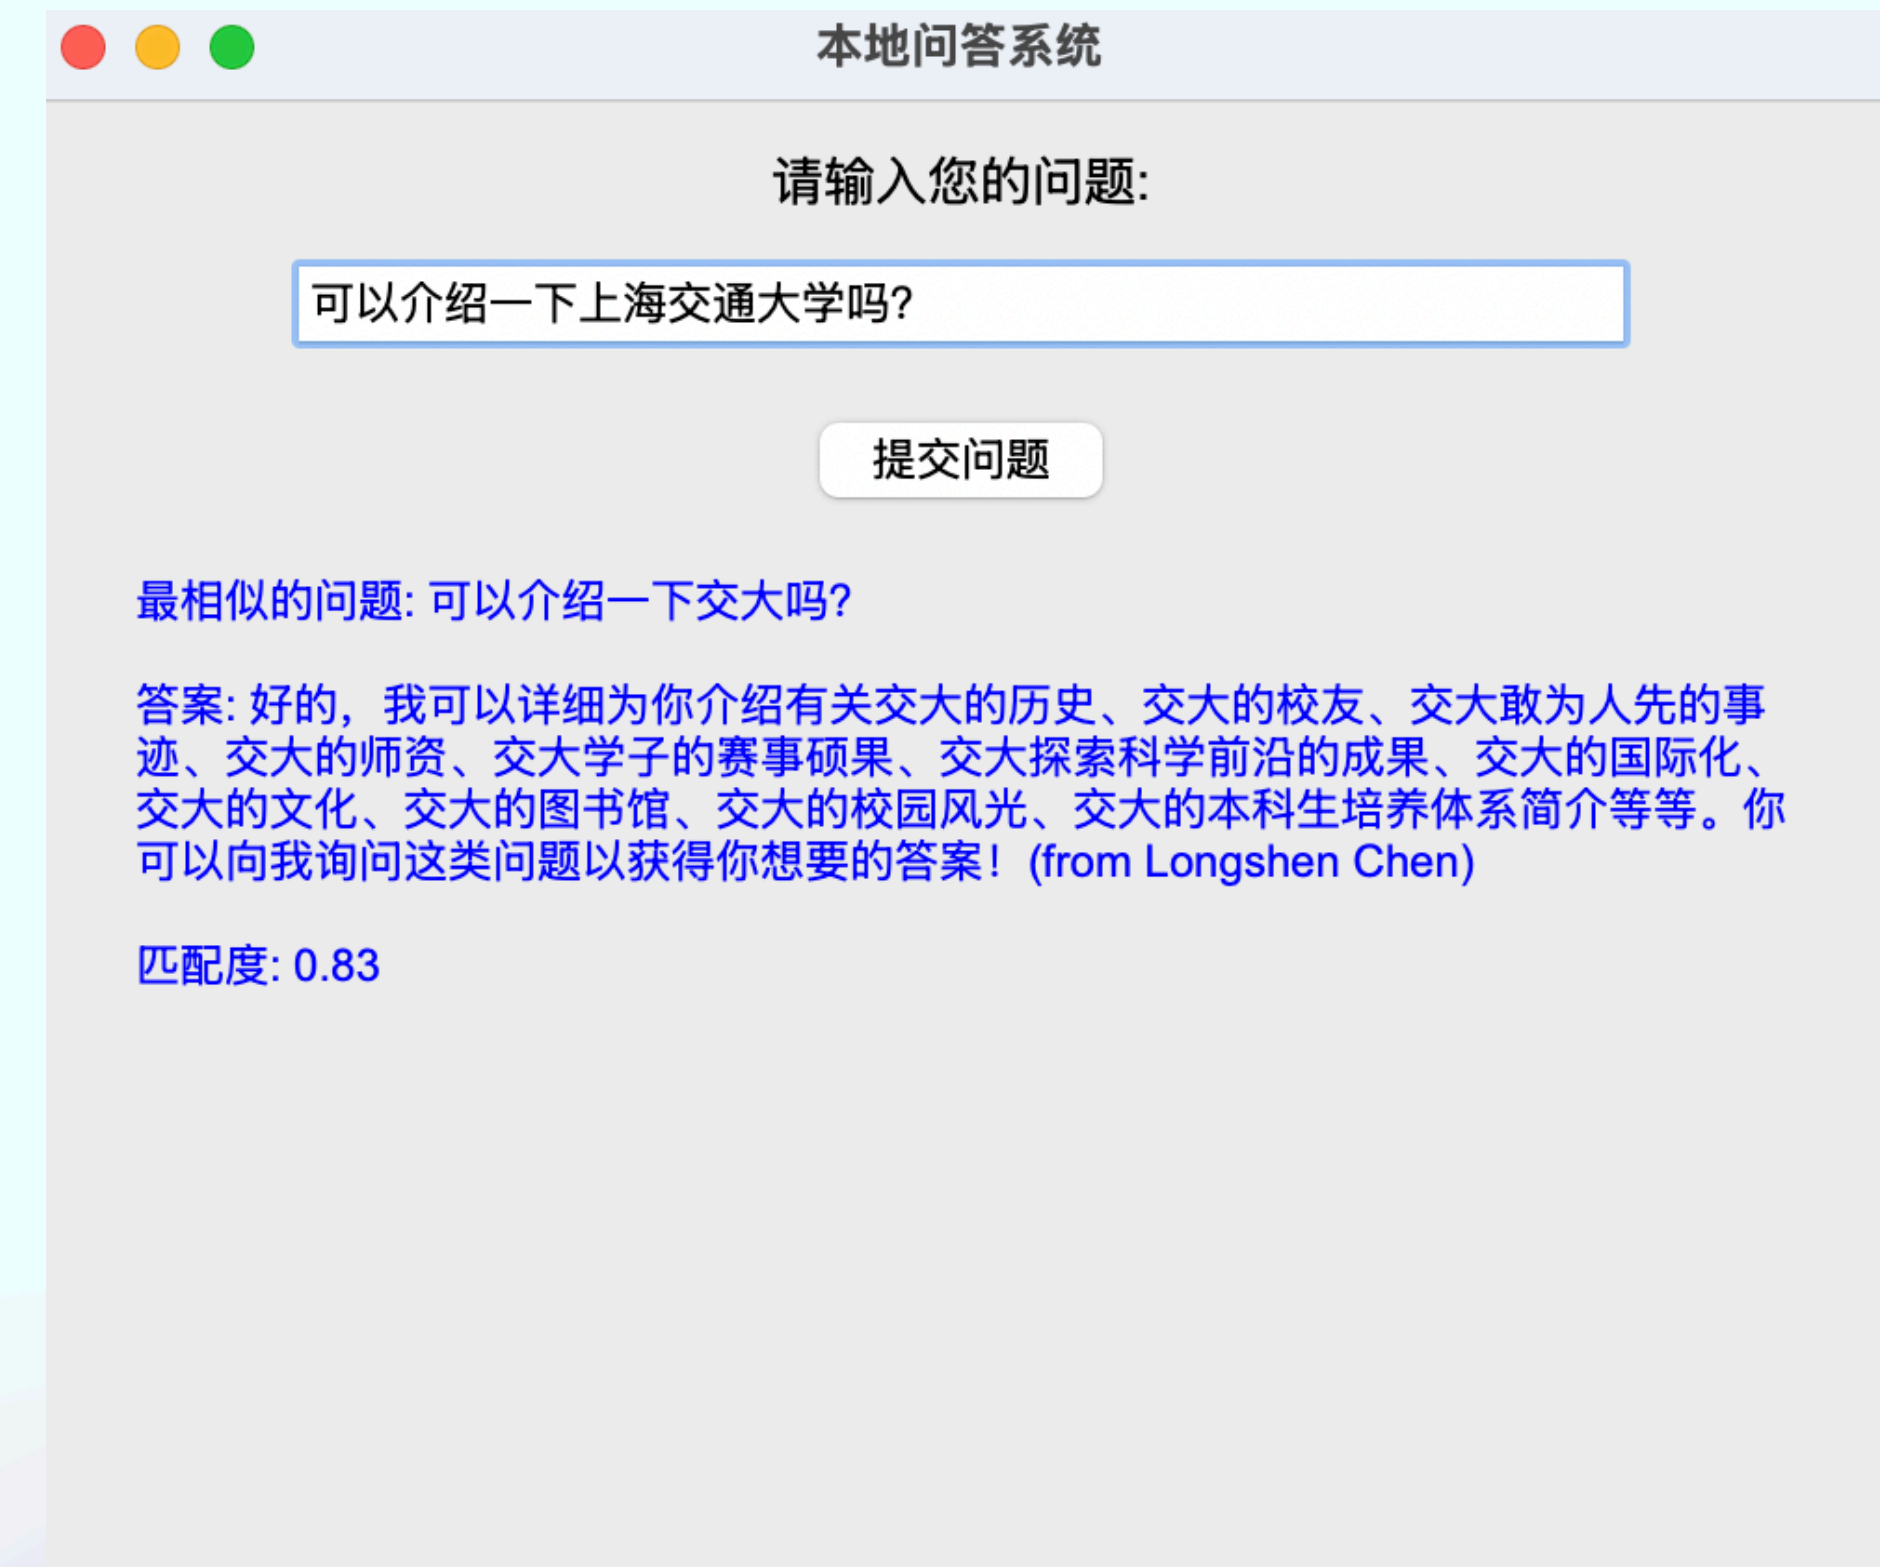 本地问答系统
请输入您的问题:
可以介绍一下上海交通大学吗?
提交问题
最相似的问题: 可以介绍一下交大吗?
答案: 好的，我可以详细为你介绍有关交大的历史、交大的校友、交大敢为人先的事
迹、交大的师资、交大学子的赛事硕果、交大探索科学前沿的成果、交大的国际化、
交大的文化、交大的图书馆、交大的校园风光、交大的本科生培养体系简介等等。你
可以向我询问这类问题以获得你想要的答案！(from Longshen Chen)
匹配度: 0.83